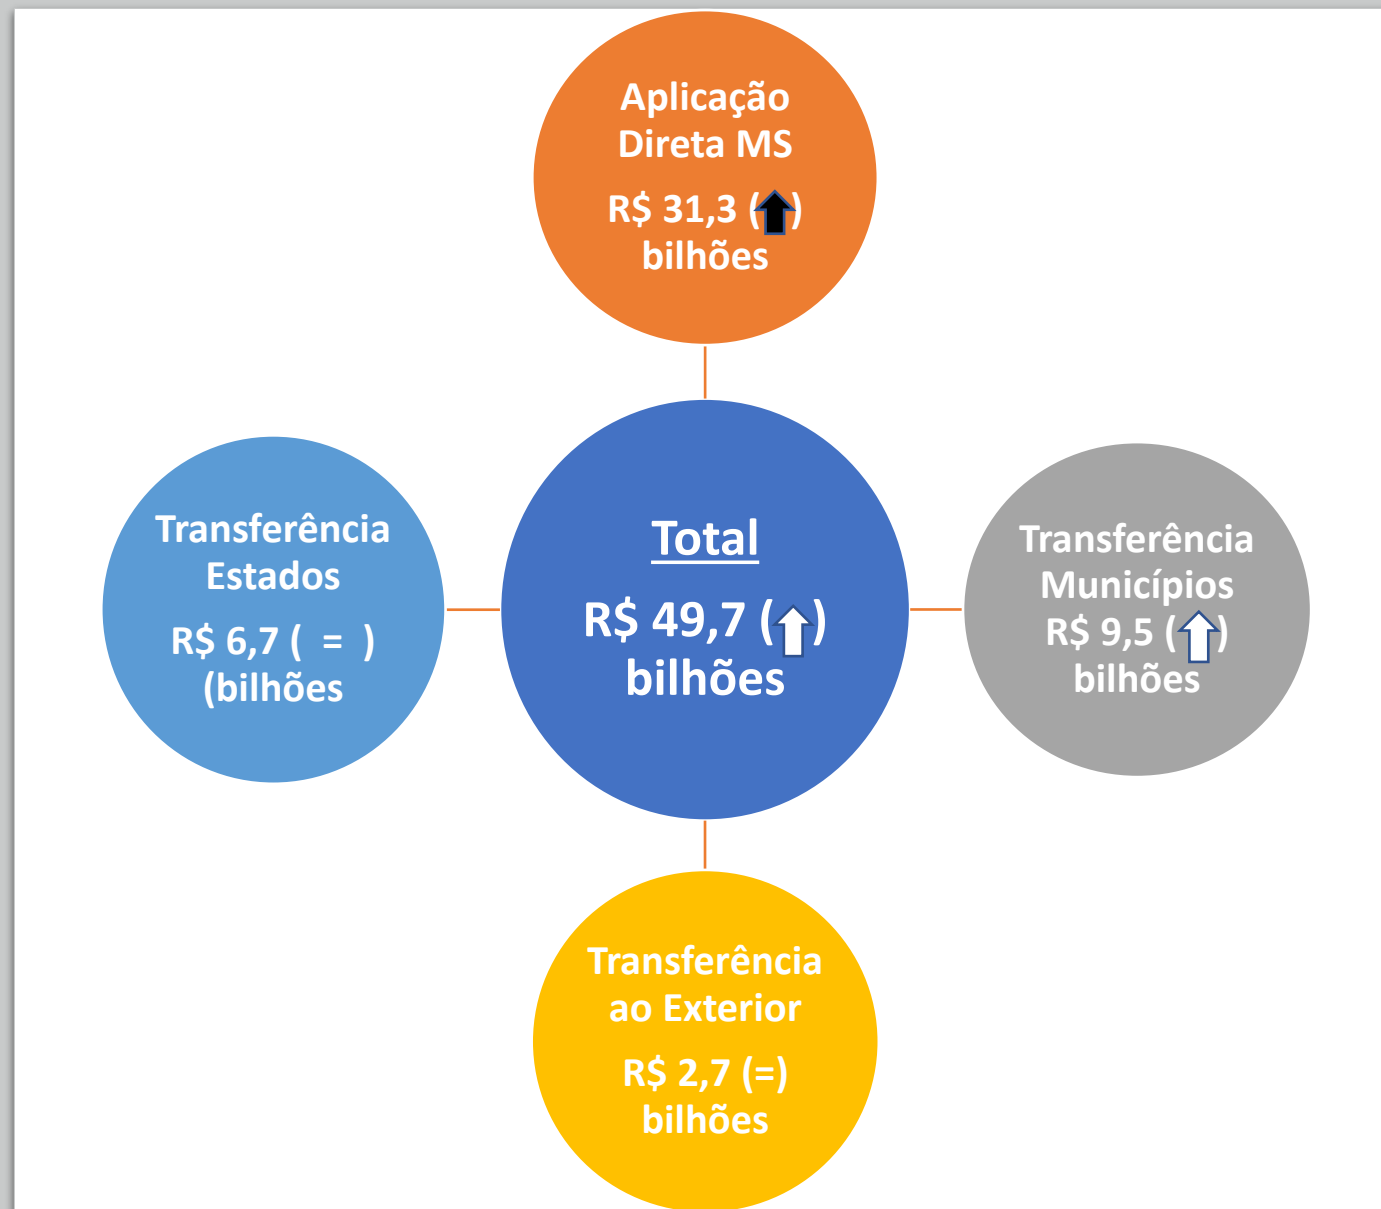 Aplicação
Direta MS
R$ 31,3 (⬆)
bilhões
Transferência
Estados
R$ 6,7 ( = )
(bilhões
Total
R$ 49,7 (⇧)
bilhões
Transferência
Municípios
R$ 9,5 (⇧)
bilhões
Transferência
ao Exterior
R$ 2,7 (=)
bilhões